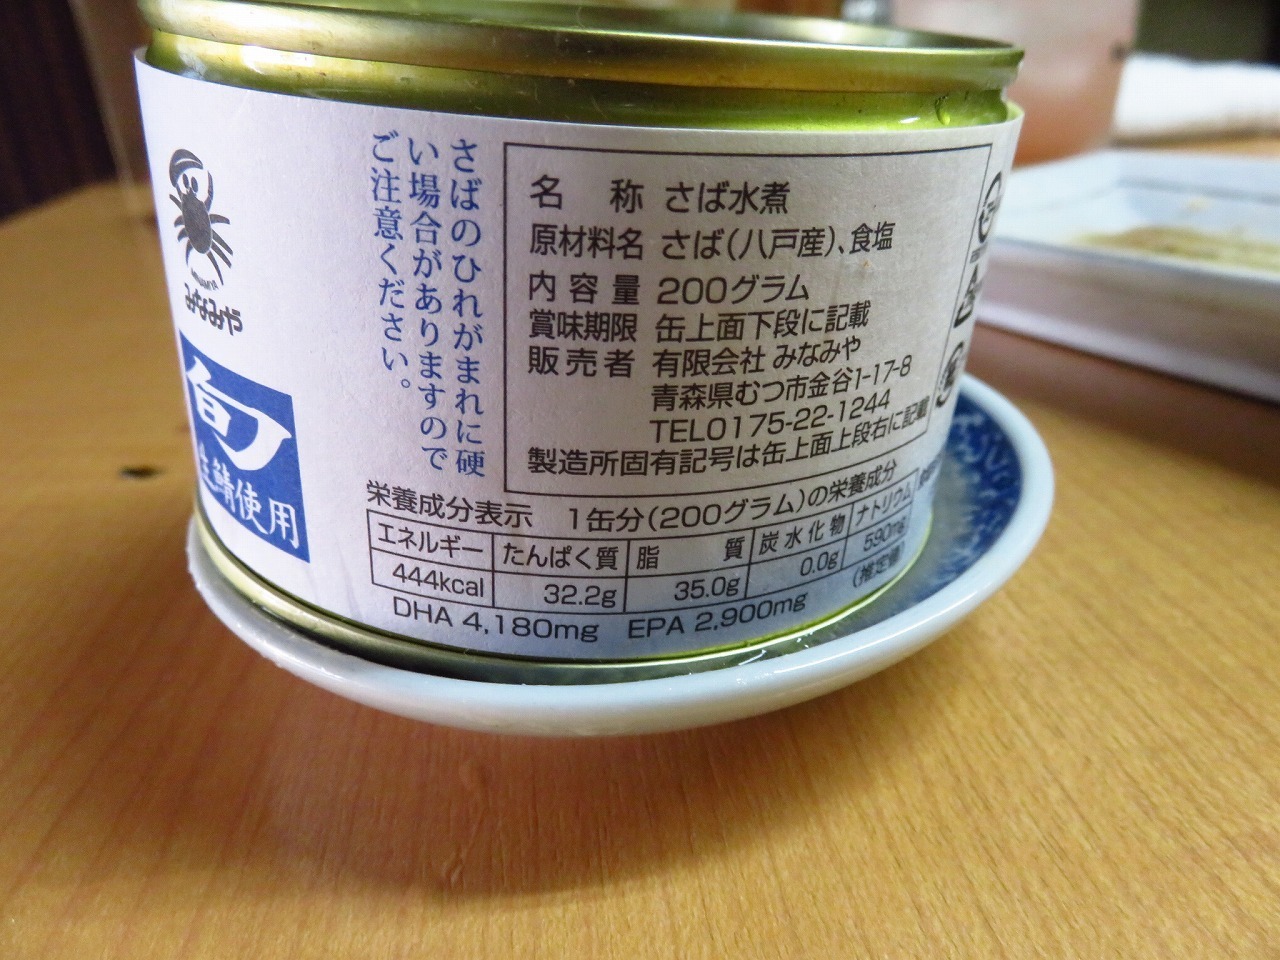 みなみや
旬
生鯖使用
さばのひれがまれに硬
い場合がありますので
ご注意ください。
名称 さば水煮
原材料名 さば(八戸産)、食塩
内容量 200グラム
賞味期限 缶上面下段に記載
販売者 有限会社 みなみや
青森県むつ市金谷1-17-8
TEL0175-22-1244
製造所固有記号は缶上面上段右に記載
栄養成分表示 1缶分(200グラム)の栄養成分
エネルギー たんぱく質 脂質 炭水化物 ナトリウム
444kcal 32.2g 35.0g 0.0g 590mg
DHA 4,180mg EPA 2,900mg (推定値)